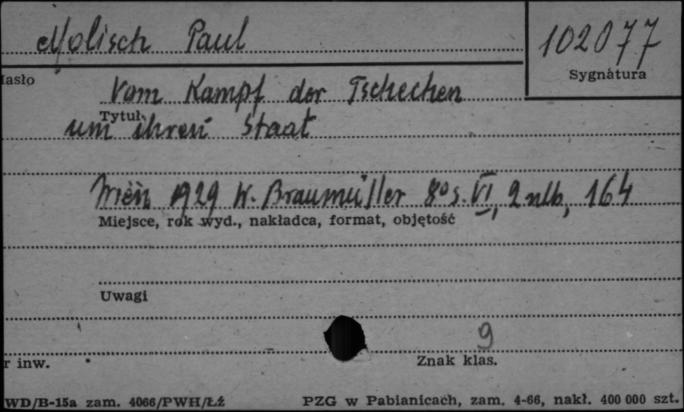 Molisch Paul
102077
Sygnatura
Hasło
Vom Kampf der Tschechen
Tytuł
um ihren Staat
Wien 1929 W. Braumüller 8º s. VI, 2 nlb, 164
Miejsce, rok wyd., nakładca, format, objętość
Uwagi
9
r inw.
Znak klas.
WD/B-15a zam. 4066/PWH/ŁŹ
PZG w Pabianicach, zam. 4-66, nakł. 400 000 szt.